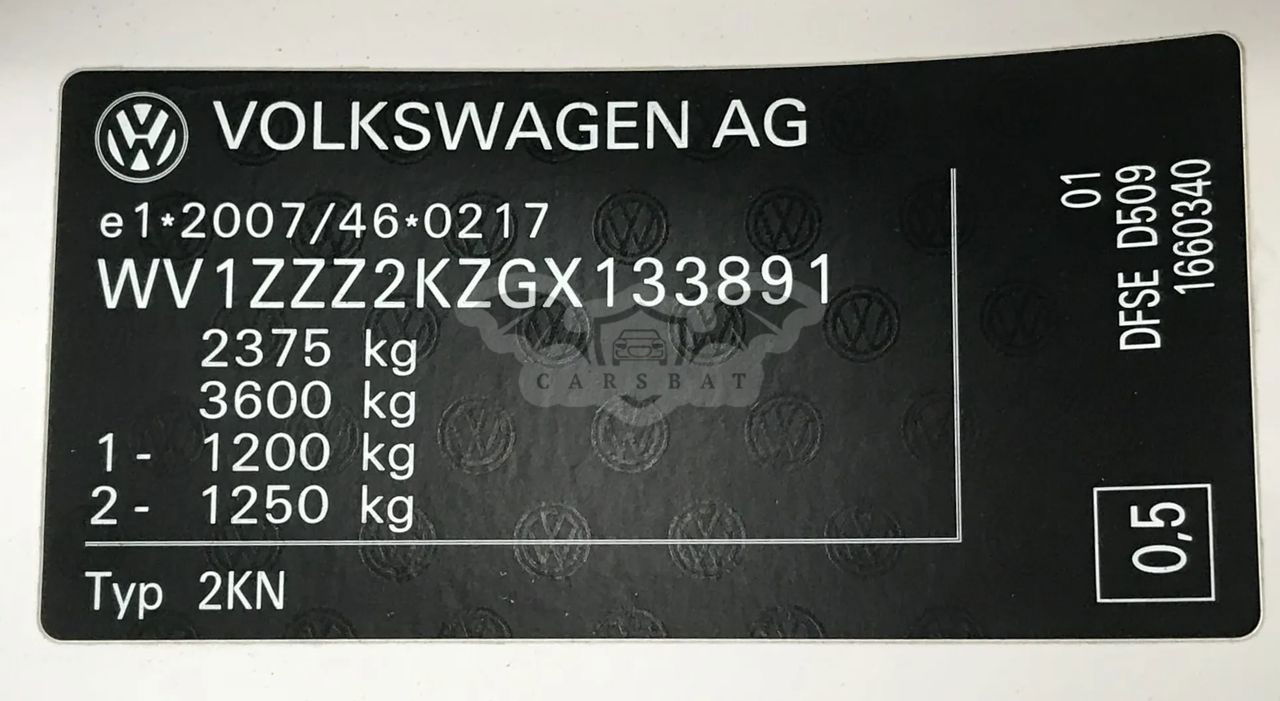 VOLKSWAGEN AG
e1*2007/46*0217
WV1ZZZ2KZGX133891
2375 kg
3600 kg
1- 1200 kg
2- 1250 kg
Typ 2KN
01
DFSE D509
1660340
0,5
CARSBAT